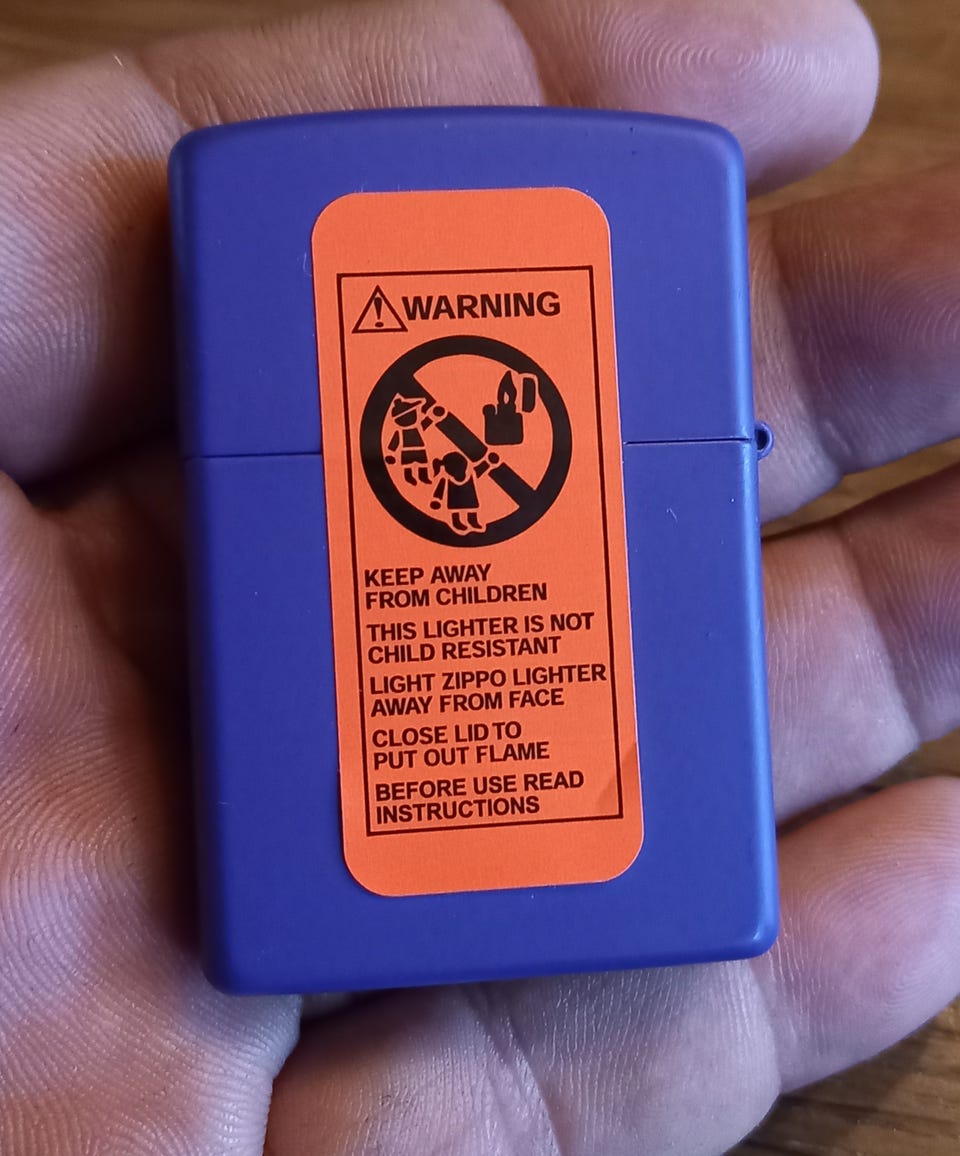 WARNING
KEEP AWAY
FROM CHILDREN
THIS LIGHTER IS NOT
CHILD RESISTANT
LIGHT ZIPPO LIGHTER
AWAY FROM FACE
CLOSE LID TO
PUT OUT FLAME
BEFORE USE READ
INSTRUCTIONS